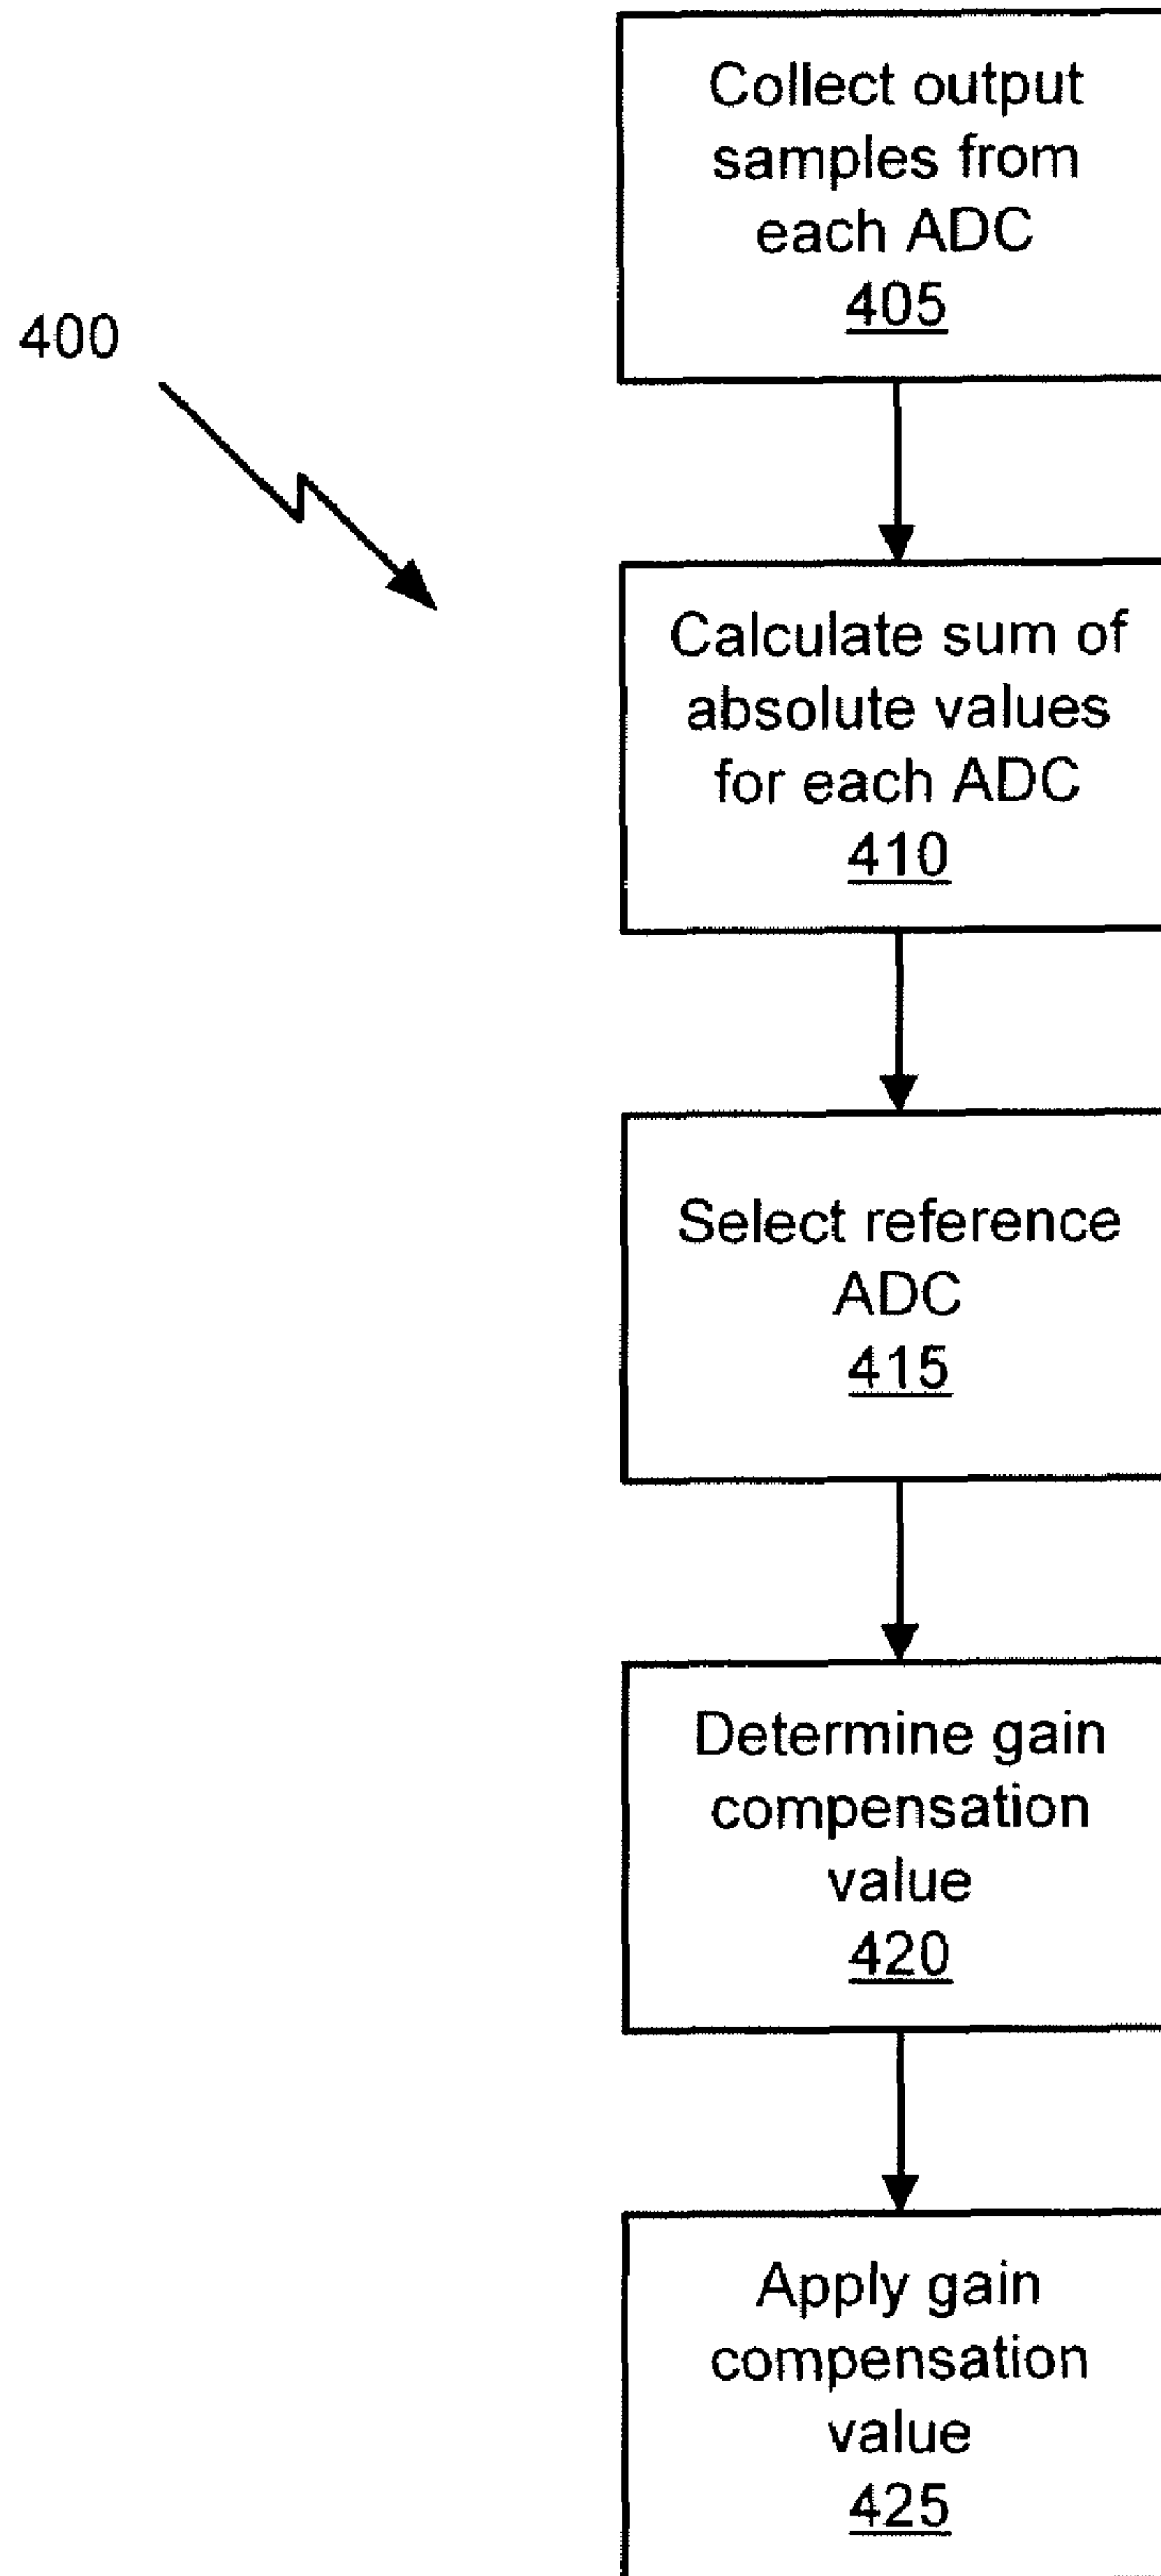 Collect output
samples from
each ADC
405
400
Calculate sum of
absolute values
for each ADC
410
Select reference
ADC
415
Determine gain
compensation
value
420
Apply gain
compensation
value
425